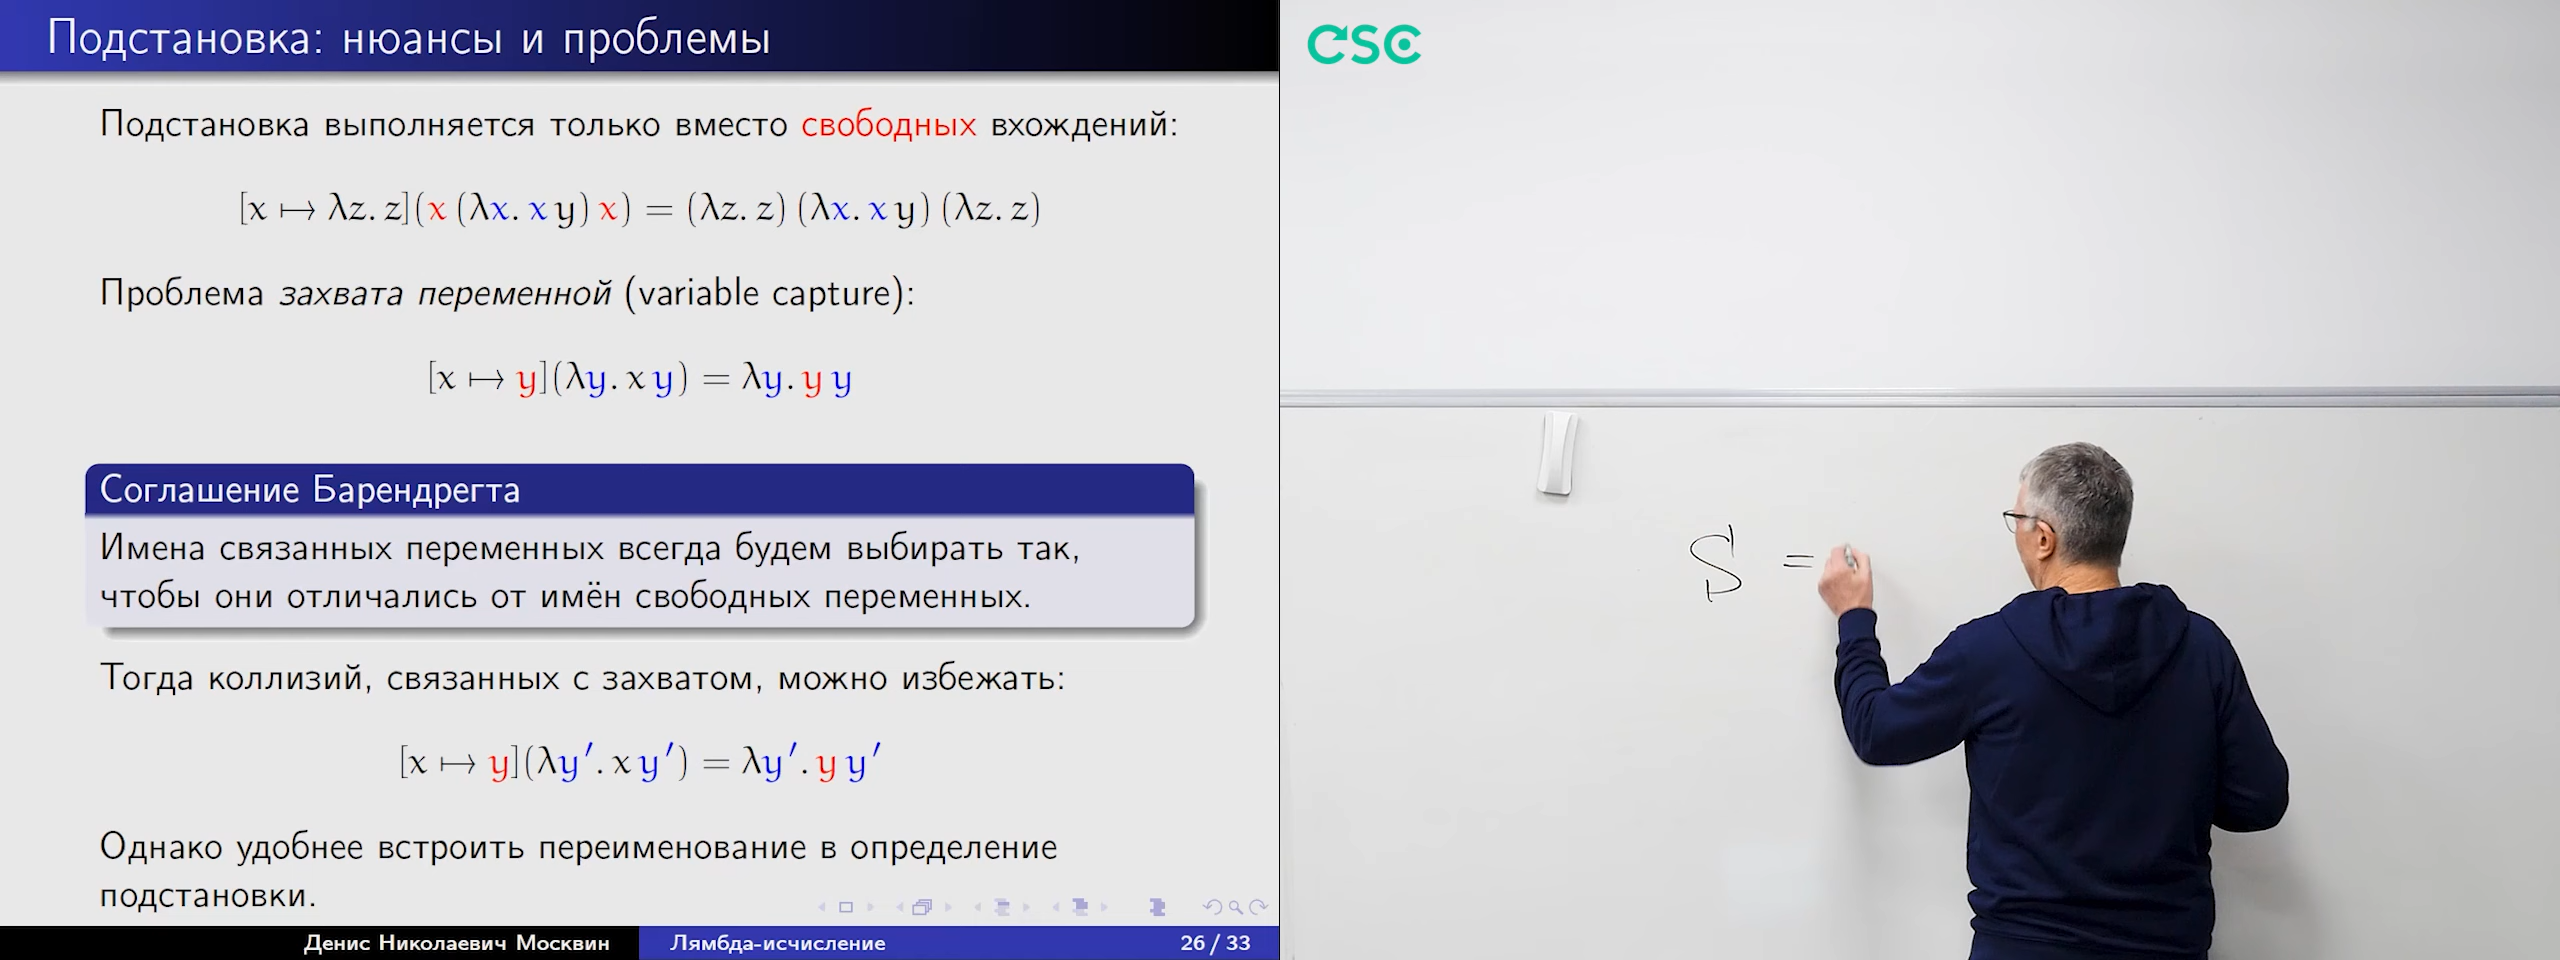 Подстановка: нюансы и проблемы
Подстановка выполняется только вместо свободных вхождений:
[x ↦ λz. z](x (λx. x y) x) = (λz. z) (λx. x y) (λz. z)
Проблема захвата переменной (variable capture):
[x ↦ y](λy. x y) = λy. y y
Соглашение Барендрегта
Имена связанных переменных всегда будем выбирать так,
чтобы они отличались от имён свободных переменных.
Тогда коллизий, связанных с захватом, можно избежать:
[x ↦ y](λy′. x y′) = λy′. y y′
Однако удобнее встроить переименование в определение
подстановки.
Денис Николаевич Москвин
Лямбда-исчисление
26 / 33
CSC
S =